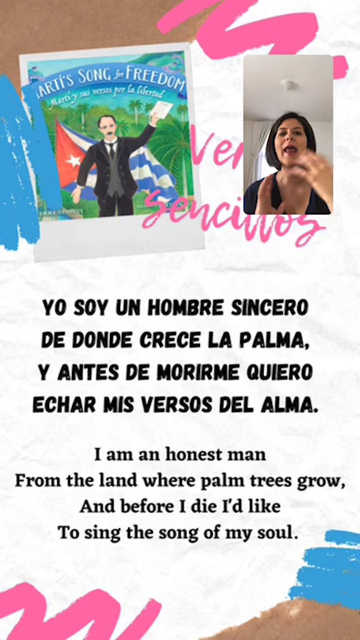 MARTÍ'S SONG for FREEDOM
Martí y sus versos por la libertad
sencillos
YO SOY UN HOMBRE SINCERO
DE DONDE CRECE LA PALMA,
Y ANTES DE MORIRME QUIERO
ECHAR MIS VERSOS DEL ALMA.
I am an honest man
From the land where palm trees grow,
And before I die I'd like
To sing the song of my soul.